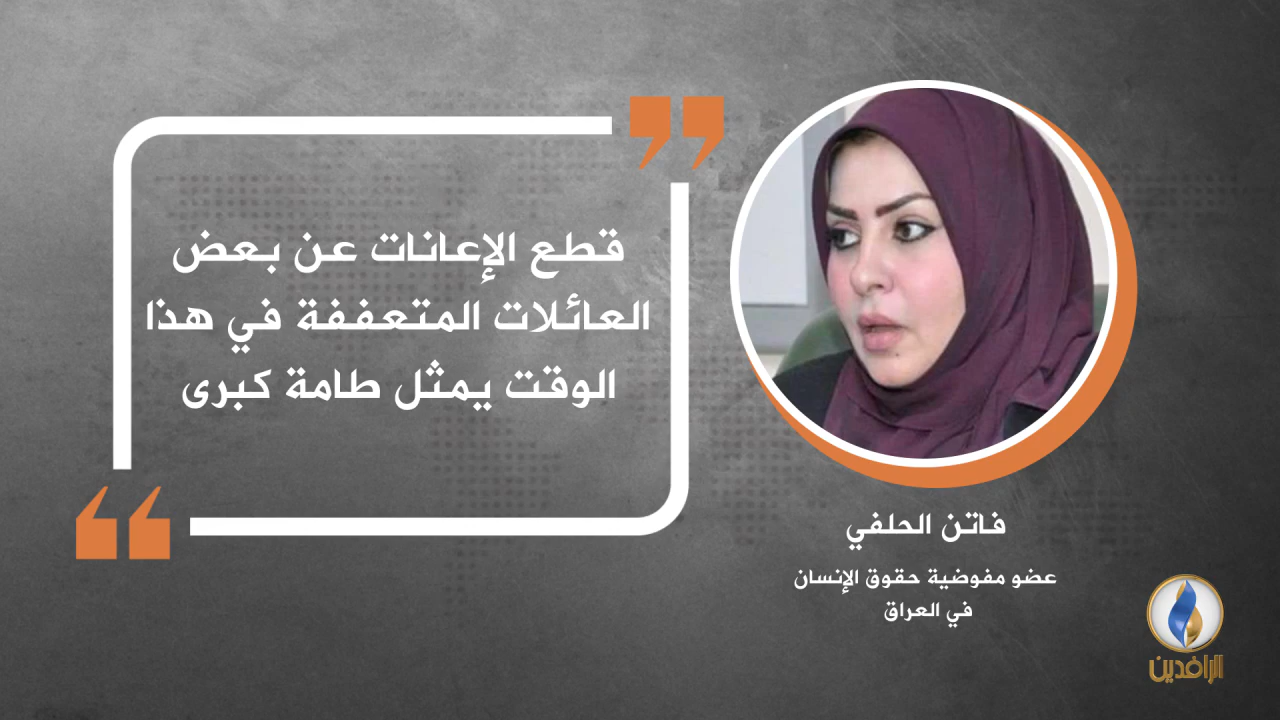 قطع الإعانات عن بعض
العائلات المتعففة في هذا
الوقت يمثل طامة كبرى
فاتن الحلفي
عضو مفوضية حقوق الإنسان
في العراق
الرافدين